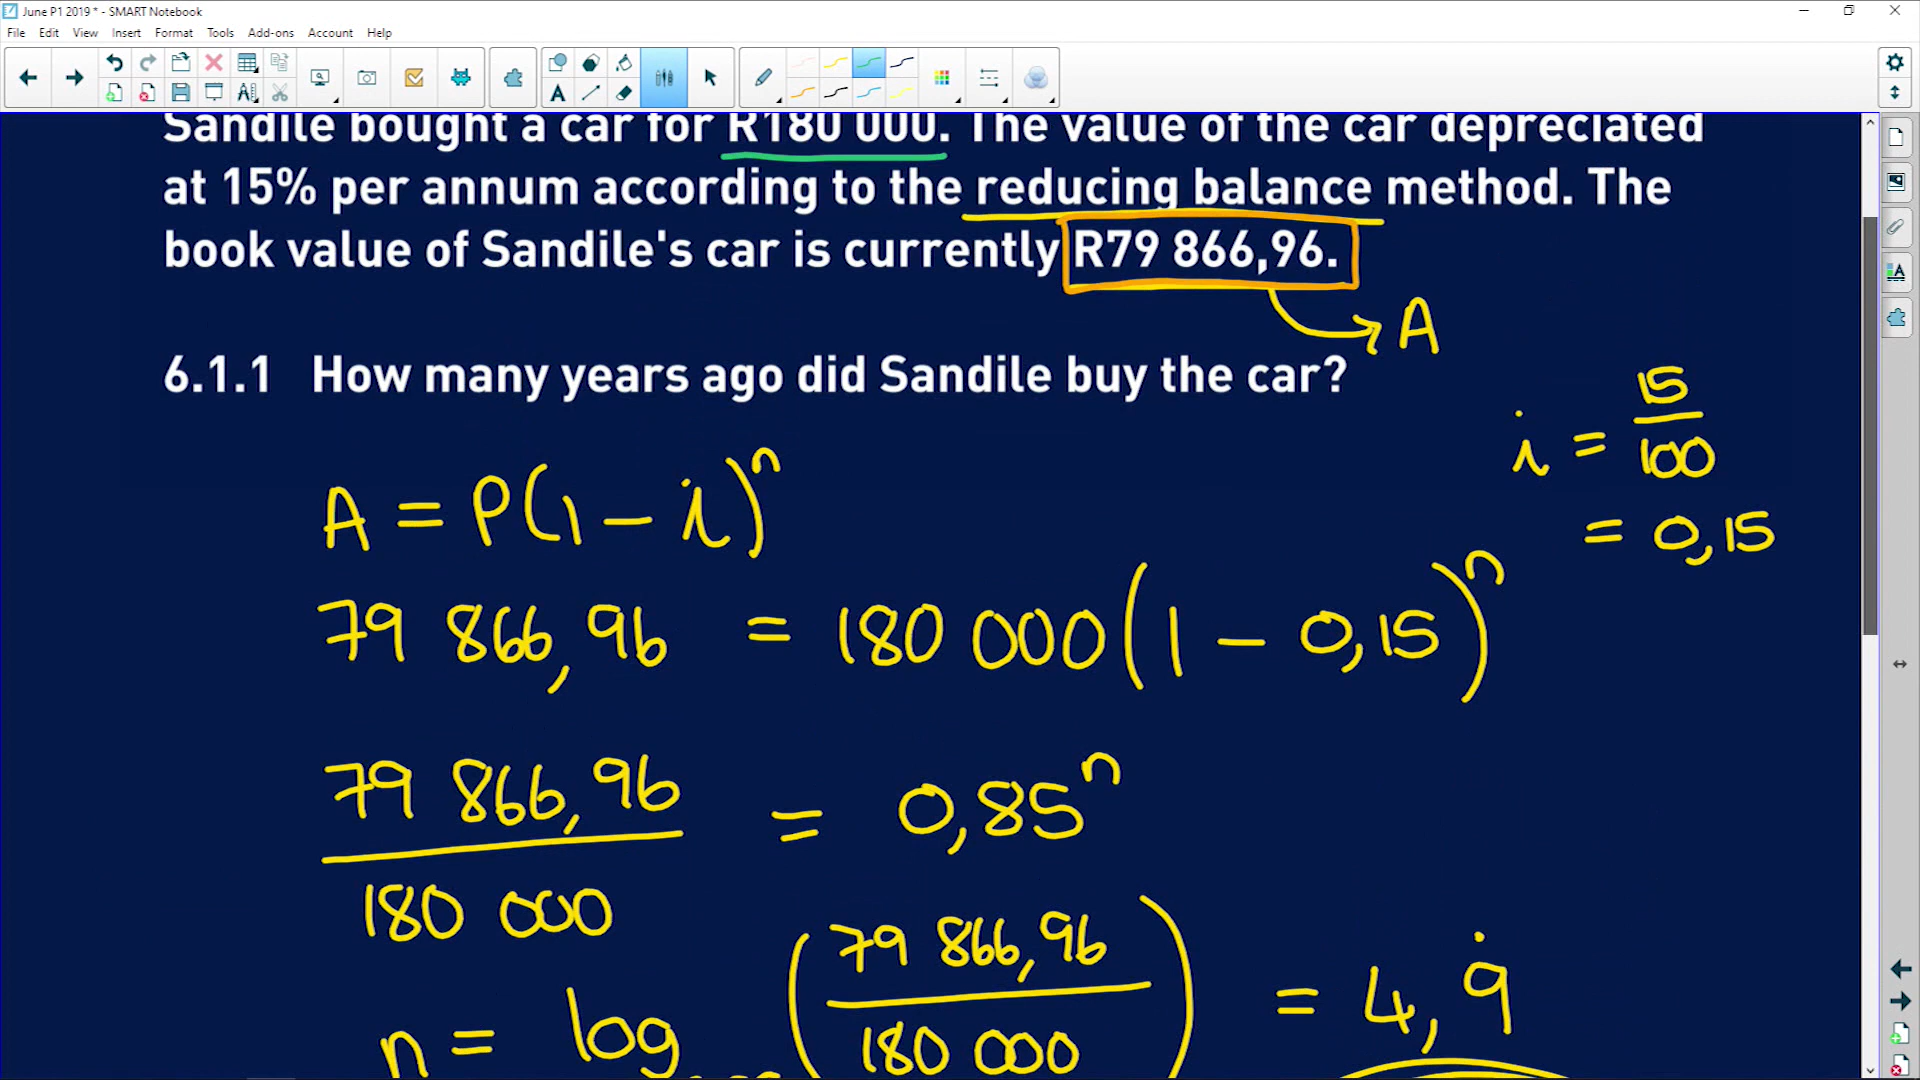 June P1 2019 * - SMART Notebook
File Edit View Insert Format Tools Add-ons Account Help
Sandile bought a car for R180 000. The value of the car depreciated
at 15% per annum according to the reducing balance method. The
book value of Sandile's car is currently R79 866,96.
A
6.1.1 How many years ago did Sandile buy the car?
i = 15/100
= 0,15
A = P(1 - i)^n
79 866,96 = 180 000(1 - 0,15)^n
79 866,96 / 180 000 = 0,85^n
n = log (79 866,96 / 180 000) = 4,9̇